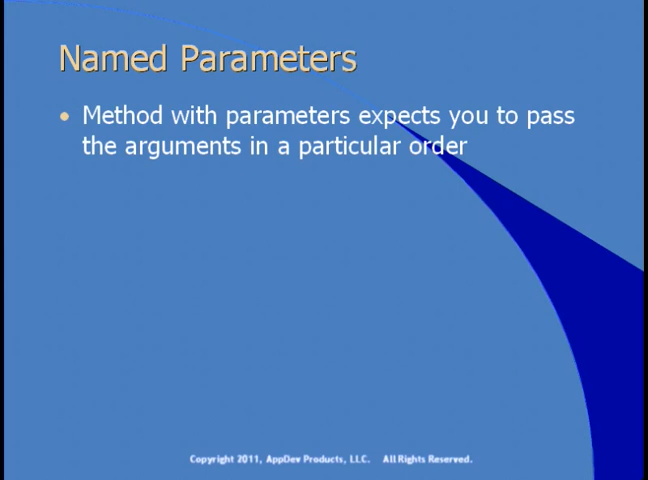 Named Parameters
• Method with parameters expects you to pass
the arguments in a particular order
Copyright 2011, AppDev Products, LLC. All Rights Reserved.